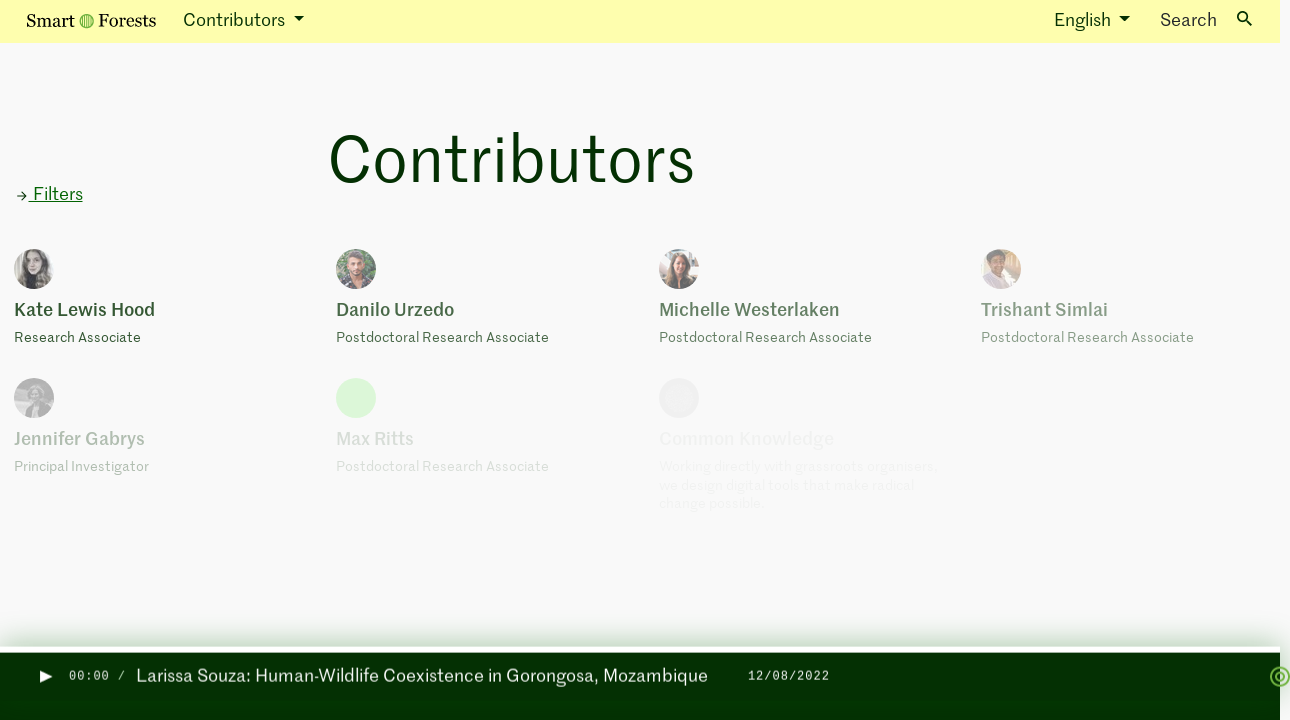 Smart Forests Contributors English Search
Contributors
Filters
Kate Lewis Hood
Research Associate
Danilo Urzedo
Postdoctoral Research Associate
Michelle Westerlaken
Postdoctoral Research Associate
Trishant Simlai
Postdoctoral Research Associate
Jennifer Gabrys
Principal Investigator
Max Ritts
Postdoctoral Research Associate
Common Knowledge
Working directly with grassroots organisers,
we design digital tools that make radical
change possible.
00:00 / Larissa Souza: Human-Wildlife Coexistence in Gorongosa, Mozambique 12/08/2022